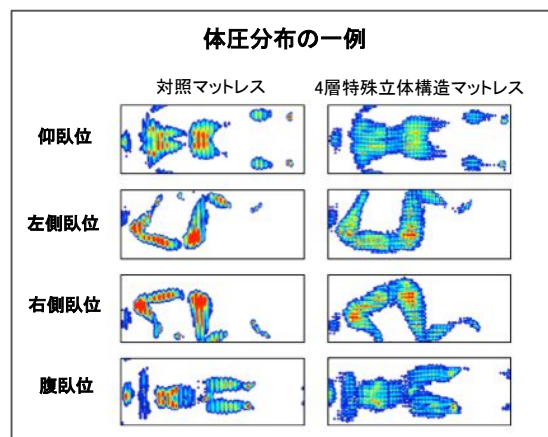 体圧分布の一例
対照マットレス
4層特殊立体構造マットレス
仰臥位
左側臥位
右側臥位
腹臥位